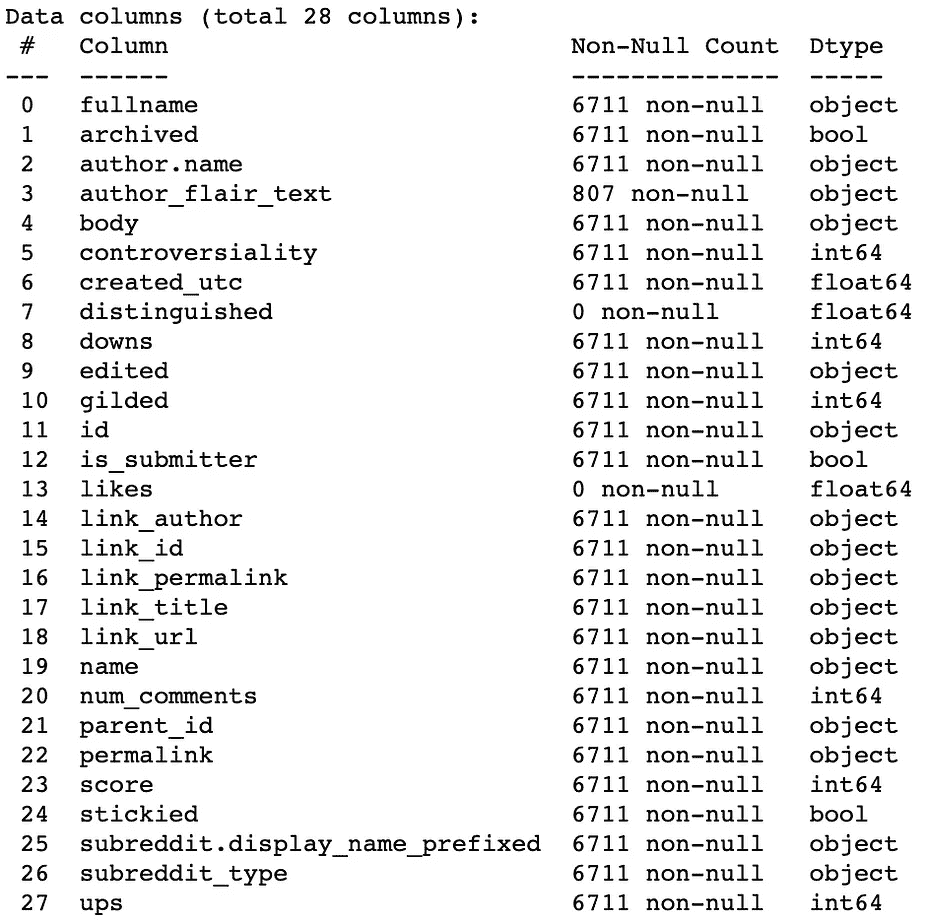 Data columns (total 28 columns):
 #   Column                         Non-Null Count  Dtype
---  ------                         --------------  -----
 0   fullname                       6711 non-null   object
 1   archived                       6711 non-null   bool
 2   author.name                    6711 non-null   object
 3   author_flair_text              807 non-null    object
 4   body                           6711 non-null   object
 5   controversiality               6711 non-null   int64
 6   created_utc                    6711 non-null   float64
 7   distinguished                  0 non-null      float64
 8   downs                          6711 non-null   int64
 9   edited                         6711 non-null   object
 10  gilded                         6711 non-null   int64
 11  id                             6711 non-null   object
 12  is_submitter                   6711 non-null   bool
 13  likes                          0 non-null      float64
 14  link_author                    6711 non-null   object
 15  link_id                        6711 non-null   object
 16  link_permalink                 6711 non-null   object
 17  link_title                     6711 non-null   object
 18  link_url                       6711 non-null   object
 19  name                           6711 non-null   object
 20  num_comments                   6711 non-null   int64
 21  parent_id                      6711 non-null   object
 22  permalink                      6711 non-null   object
 23  score                          6711 non-null   int64
 24  stickied                       6711 non-null   bool
 25  subreddit.display_name_prefixed  6711 non-null   object
 26  subreddit_type                 6711 non-null   object
 27  ups                            6711 non-null   int64